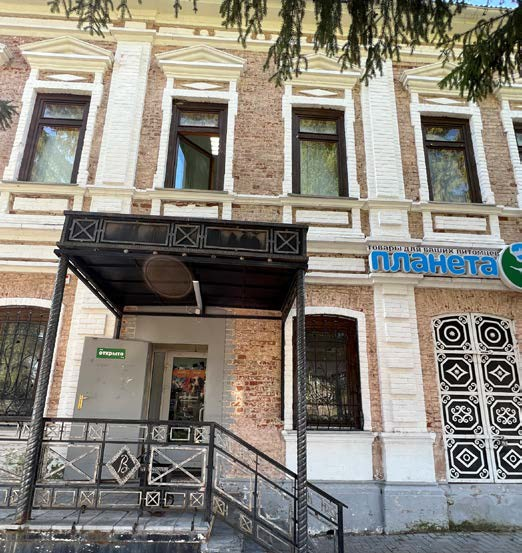 товары для ваших питомцев
планета
открыто
В